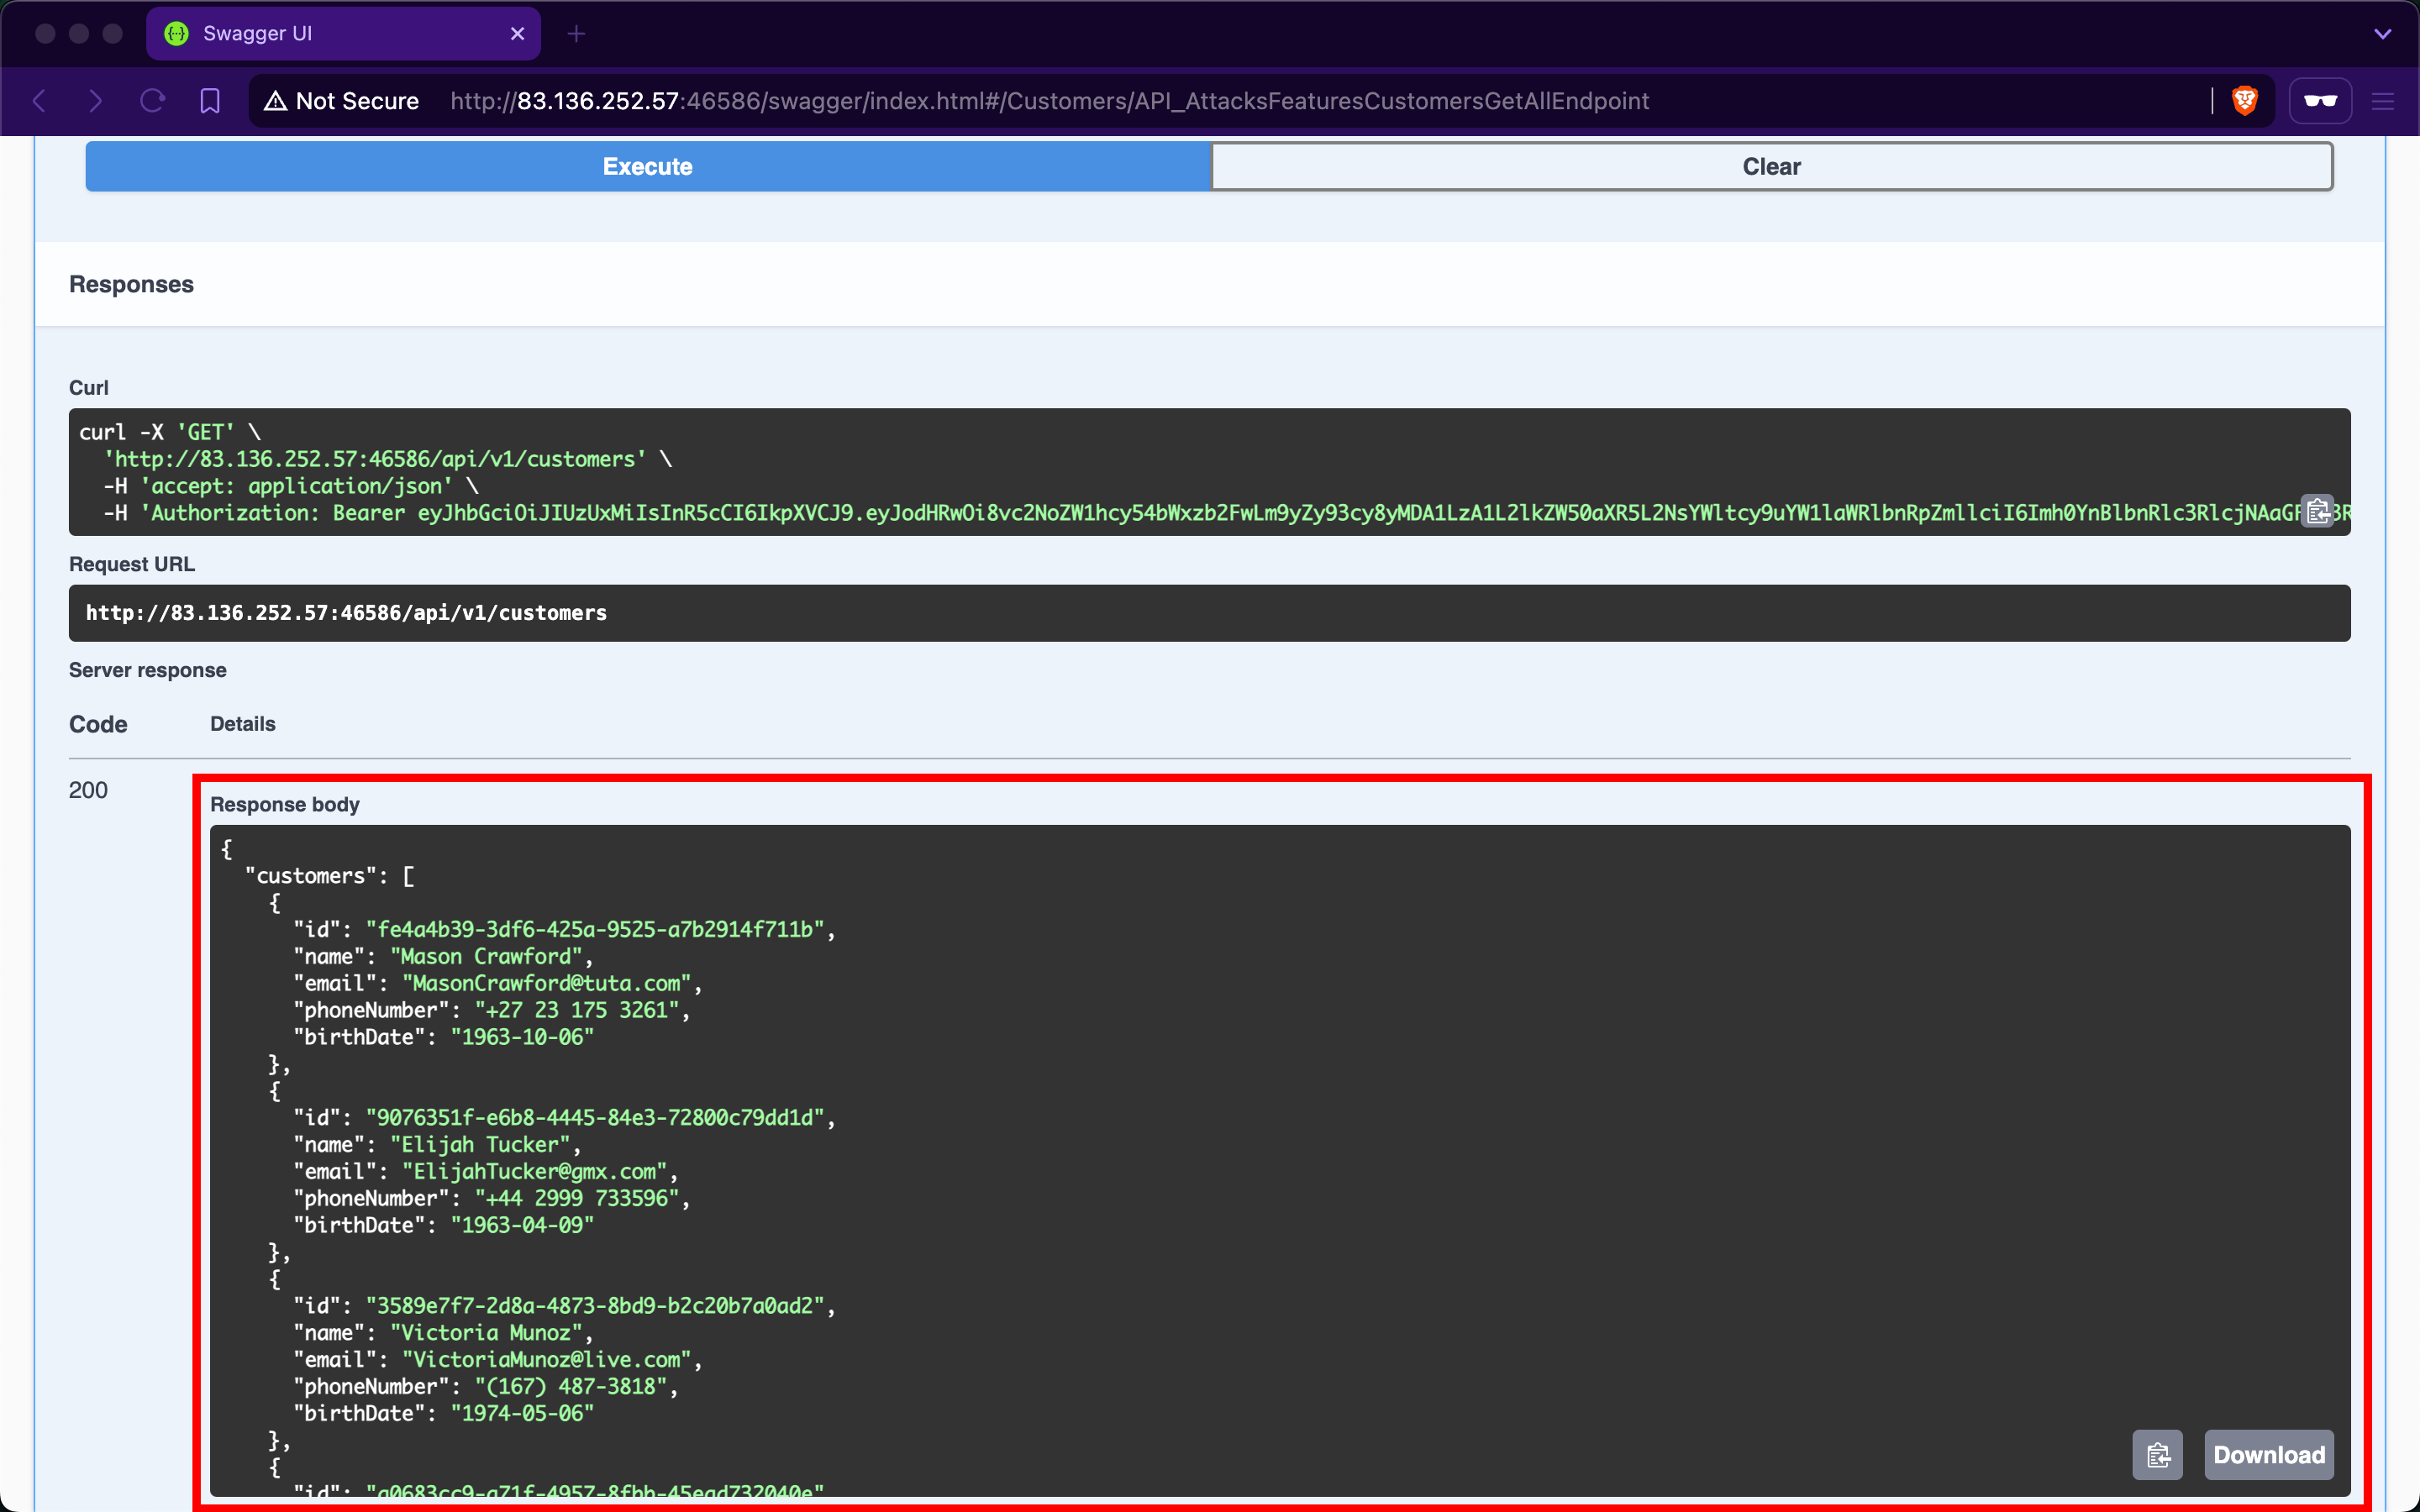 Swagger UI
Not Secure http://83.136.252.57:46586/swagger/index.html#/Customers/API_AttacksFeaturesCustomersGetAllEndpoint
Execute
Clear
Responses
Curl
curl -X 'GET' \
'http://83.136.252.57:46586/api/v1/customers' \
-H 'accept: application/json' \
-H 'Authorization: Bearer eyJhbGciOiJIUzUxMiIsInR5cCI6IkpXVCJ9.eyJodHRwOi8vc2NoZW1hcy54bWxzb2FwLm9yZy93cy8yMDA1LzA1L2lkZW50aXR5L2NsYWltcy9uYW1laWRlbnRpZmllciI6Imh0YnBlbnRlc3RlcjNAaGF
Request URL
http://83.136.252.57:46586/api/v1/customers
Server response
Code Details
200
Response body
{
"customers": [
{
"id": "fe4a4b39-3df6-425a-9525-a7b2914f711b",
"name": "Mason Crawford",
"email": "MasonCrawford@tuta.com",
"phoneNumber": "+27 23 175 3261",
"birthDate": "1963-10-06"
},
{
"id": "9076351f-e6b8-4445-84e3-72800c79dd1d",
"name": "Elijah Tucker",
"email": "ElijahTucker@gmx.com",
"phoneNumber": "+44 2999 733596",
"birthDate": "1963-04-09"
},
{
"id": "3589e7f7-2d8a-4873-8bd9-b2c20b7a0ad2",
"name": "Victoria Munoz",
"email": "VictoriaMunoz@live.com",
"phoneNumber": "(167) 487-3818",
"birthDate": "1974-05-06"
},
{
"id": "a0683cc9-a71f-4957-8fbb-45ead732040e"
Download